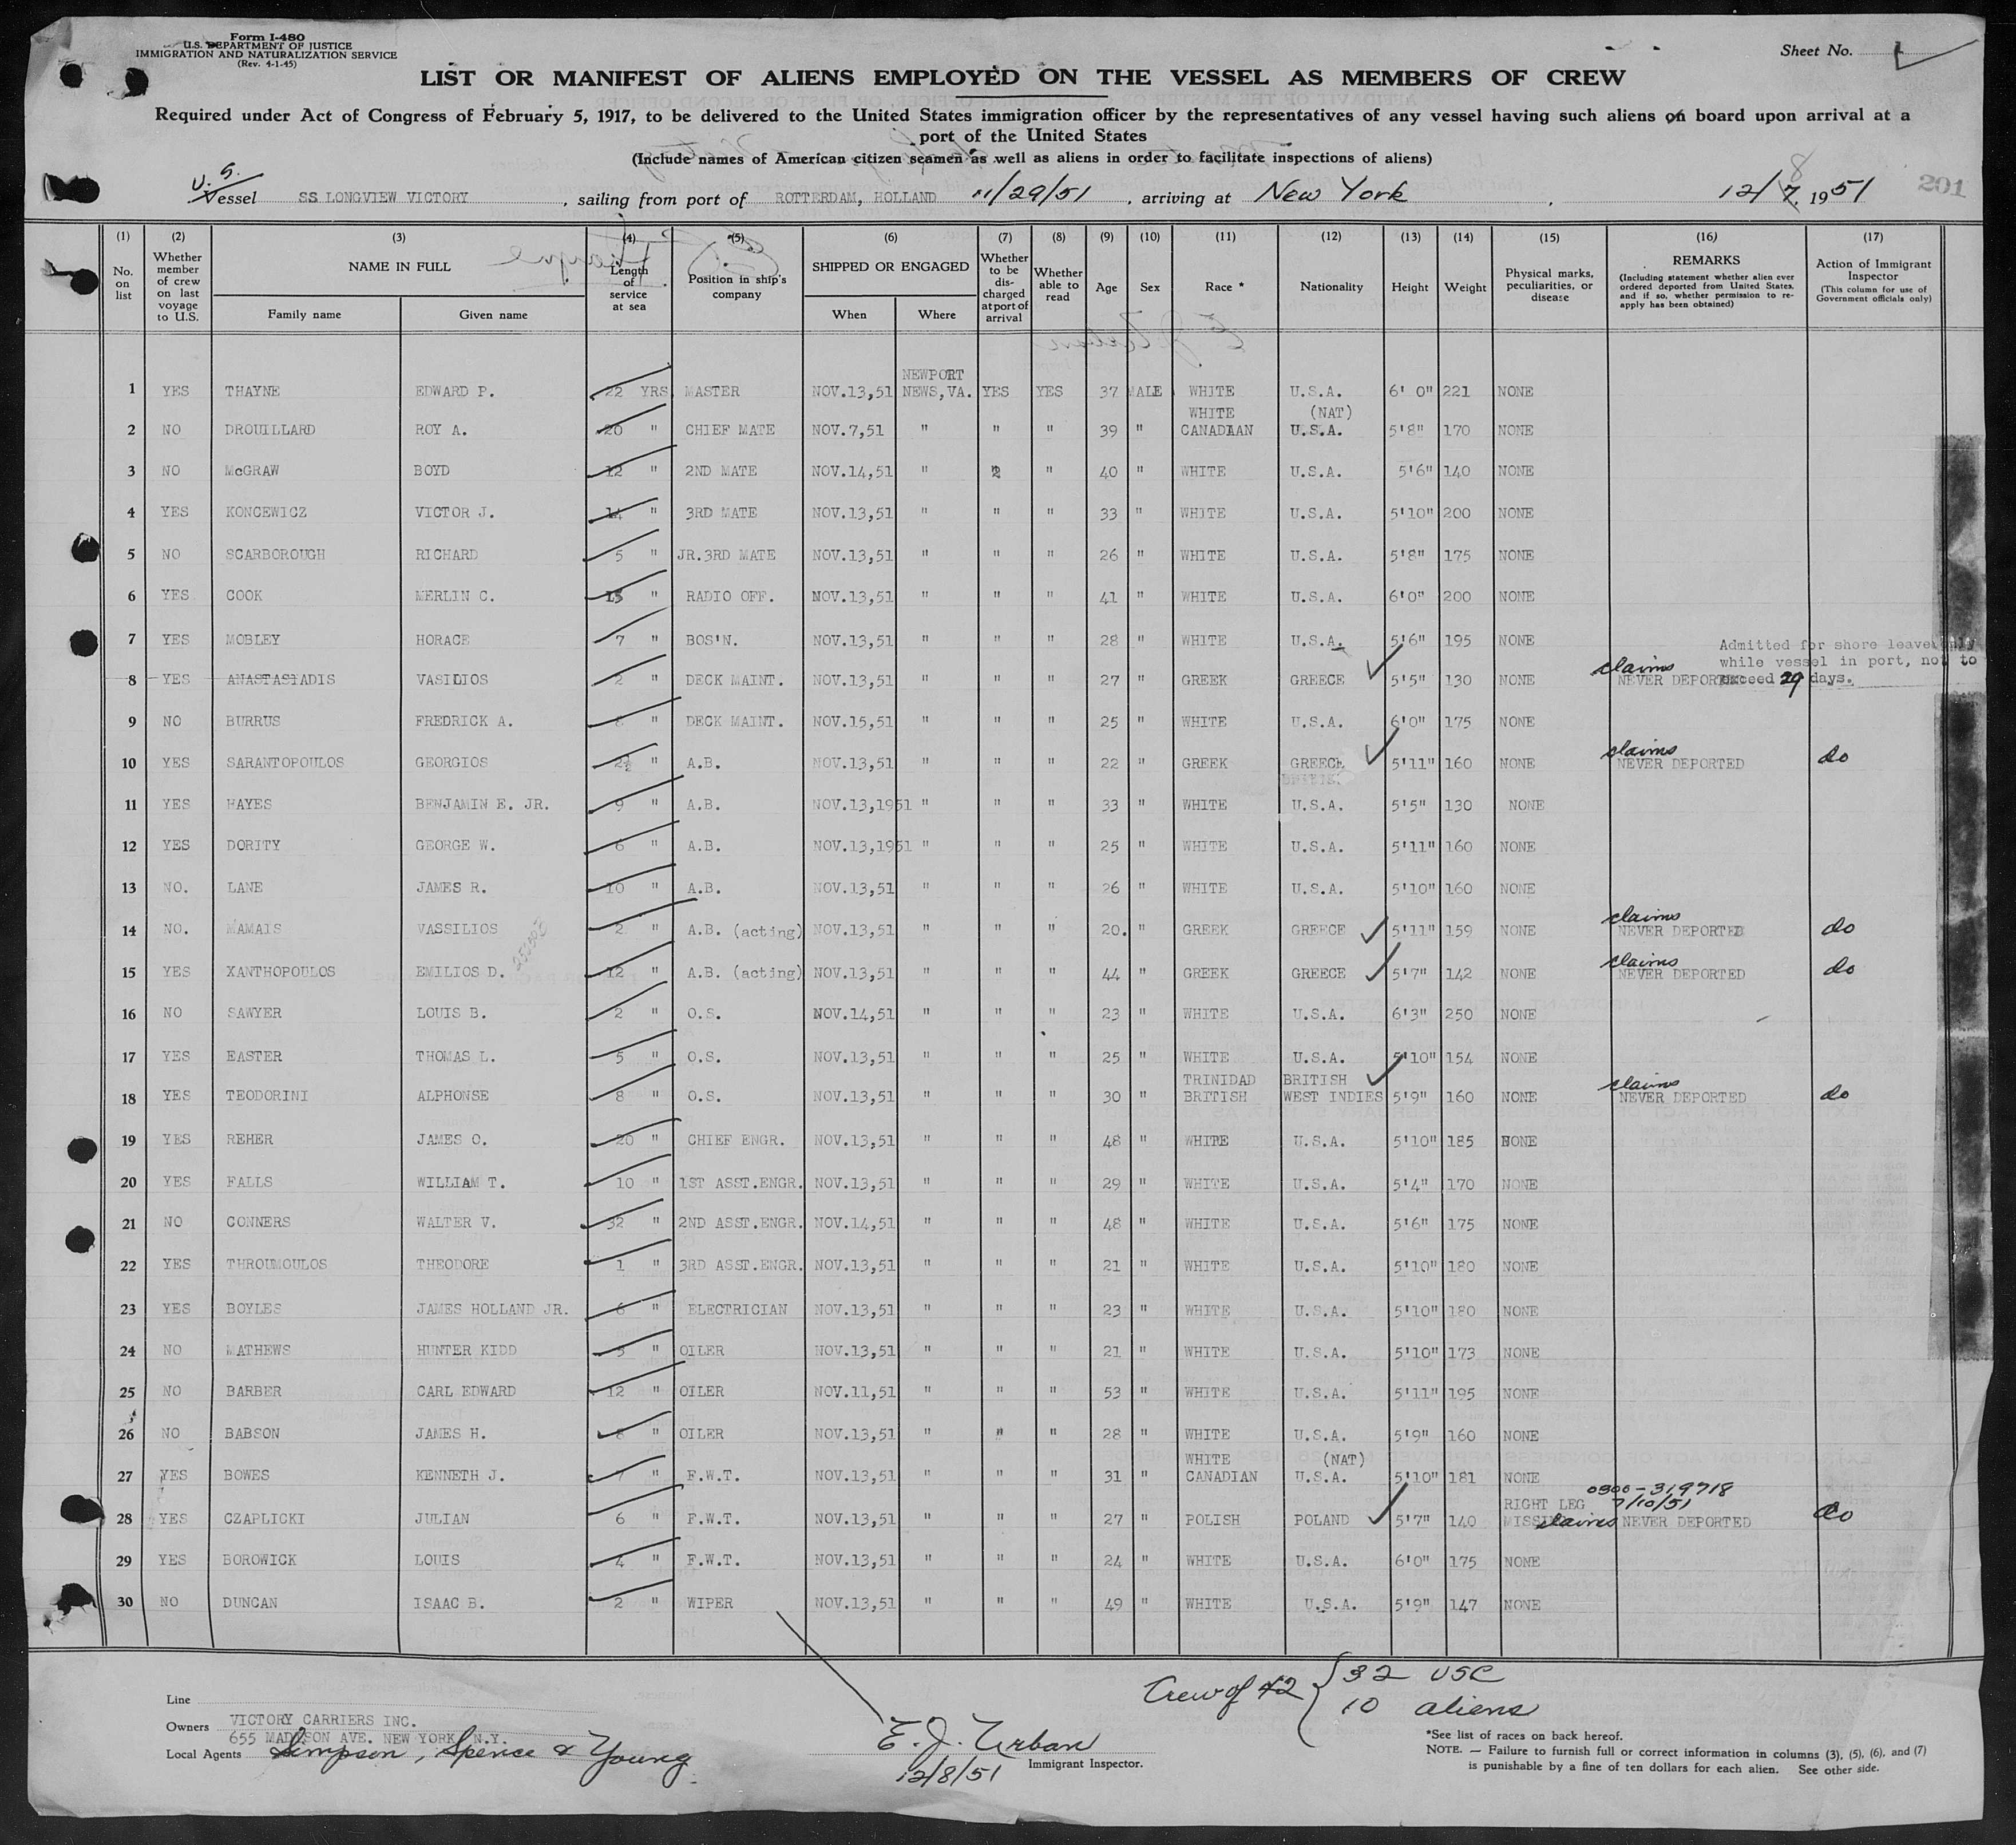 Form I-480
U.S. DEPARTMENT OF JUSTICE
IMMIGRATION AND NATURALIZATION SERVICE
(Rev. 4-1-45)
Sheet No. 1
LIST OR MANIFEST OF ALIENS EMPLOYED ON THE VESSEL AS MEMBERS OF CREW
Required under Act of Congress of February 5, 1917, to be delivered to the United States immigration officer by the representatives of any vessel having such aliens on board upon arrival at a
port of the United States
(Include names of American citizen seamen as well as aliens in order to facilitate inspections of aliens)
U.S.
Vessel SS LONGVIEW VICTORY, sailing from port of ROTTERDAM, HOLLAND 11/29/51, arriving at New York, 12/7 8, 1951 201
(1) (2) (3) (4) (5) (6) (7) (8) (9) (10) (11) (12) (13) (14) (15) (16) (17)
No. on list
Whether member of crew on last voyage to U.S.
NAME IN FULL
Family name Given name
Length of service at sea
Position in ship's company
SHIPPED OR ENGAGED
When Where
Whether to be discharged at port of arrival
Whether able to read
Age Sex Race * Nationality Height Weight
Physical marks, peculiarities, or disease
REMARKS
(Including statement whether alien ever ordered deported from United States, and if so, whether permission to reapply has been obtained)
Action of Immigrant Inspector
(This column for use of Government officials only)
1 YES THAYNE EDWARD P. 22 YRS MASTER NOV.13,51 NEWPORT NEWS,VA. YES YES 37 MALE WHITE U.S.A. 6' 0" 221 NONE
2 NO DROUILLARD ROY A. 20 " CHIEF MATE NOV.7,51 " " " 39 " WHITE CANADIAN (NAT) U.S.A. 5'8" 170 NONE
3 NO McGRAW BOYD 12 " 2ND MATE NOV.14,51 " " " 40 " WHITE U.S.A. 5'6" 140 NONE
4 YES KONCEWICZ VICTOR J. 14 " 3RD MATE NOV.13,51 " " " 33 " WHITE U.S.A. 5'10" 200 NONE
5 NO SCARBOROUGH RICHARD 5 " JR.3RD MATE NOV.13,51 " " " 26 " WHITE U.S.A. 5'8" 175 NONE
6 YES COOK MERLIN C. " RADIO OFF. NOV.13,51 " " " 41 " WHITE U.S.A. 6'0" 200 NONE
7 YES MOBLEY HORACE 7 " BOS'N. NOV.13,51 " " " 28 " WHITE U.S.A. 5'6" 195 NONE
8 YES ANASTASIADIS VASILIOS 2 " DECK MAINT. NOV.13,51 " " " 27 " GREEK GREECE 5'5" 130 NONE claims NEVER DEPORTED Admitted for shore leave only while vessel in port, not to exceed 29 days.
9 NO BURRUS FREDRICK A. 8 " DECK MAINT. NOV.15,51 " " " 25 " WHITE U.S.A. 6'0" 175 NONE
10 YES SARANTOPOULOS GEORGIOS 2½ " A.B. NOV.13,51 " " " 22 " GREEK GREECE 5'11" 160 NONE claims NEVER DEPORTED do
11 YES HAYES BENJAMIN E. JR. 9 " A.B. NOV.13,1951 " " " 33 " WHITE U.S.A. 5'5" 130 NONE
12 YES DORITY GEORGE W. 6 " A.B. NOV.13,1951 " " " 25 " WHITE U.S.A. 5'11" 160 NONE
13 NO. LANE JAMES R. 10 " A.B. NOV.13,51 " " " 26 " WHITE U.S.A. 5'10" 160 NONE
14 NO. MAMAIS VASSILIOS 2 " A.B. (acting) NOV.13,51 " " " 20. " GREEK GREECE 5'11" 159 NONE claims NEVER DEPORTED do
15 YES XANTHOPOULOS EMILIOS D. 12 " A.B. (acting) NOV.13,51 " " " 44 " GREEK GREECE 5'7" 142 NONE claims NEVER DEPORTED do
16 NO SAWYER LOUIS B. 2 " O.S. NOV.14,51 " " " 23 " WHITE U.S.A. 6'3" 250 NONE
17 YES EASTER THOMAS L. 5 " O.S. NOV.13,51 " " " 25 " WHITE U.S.A. 5'10" 154 NONE
18 YES TEODORINI ALPHONSE 8 " O.S. NOV.13,51 " " " 30 " TRINIDAD BRITISH BRITISH WEST INDIES 5'9" 160 NONE claims NEVER DEPORTED do
19 YES REHER JAMES O. 20 " CHIEF ENGR. NOV.13,51 " " " 48 " WHITE U.S.A. 5'10" 185 NONE
20 YES FALLS WILLIAM T. 10 " 1ST ASST.ENGR. NOV.13,51 " " " 29 " WHITE U.S.A. 5'4" 170 NONE
21 NO CONNERS WALTER V. 32 " 2ND ASST.ENGR. NOV.14,51 " " " 48 " WHITE U.S.A. 5'6" 175 NONE
22 YES THROUMOULOS THEODORE 1 " 3RD ASST.ENGR. NOV.13,51 " " " 21 " WHITE U.S.A. 5'10" 180 NONE
23 YES BOYLES JAMES HOLLAND JR. 6 " ELECTRICIAN NOV.13,51 " " " 23 " WHITE U.S.A. 5'10" 180 NONE
24 NO MATHEWS HUNTER KIDD 5 " OILER NOV.13,51 " " " 21 " WHITE U.S.A. 5'10" 173 NONE
25 NO BARBER CARL EDWARD 12 " OILER NOV.11,51 " " " 53 " WHITE U.S.A. 5'11" 195 NONE
26 NO BABSON JAMES H. 8 " OILER NOV.13,51 " " " 28 " WHITE U.S.A. 5'9" 160 NONE
27 YES BOWES KENNETH J. 7 " F.W.T. NOV.13,51 " " " 31 " WHITE CANADIAN (NAT) U.S.A. 5'10" 181 NONE
28 YES CZAPLICKI JULIAN 6 " F.W.T. NOV.13,51 " " " 27 " POLISH POLAND 5'7" 140 RIGHT LEG MISSING 0300-319718 7/10/51 claims NEVER DEPORTED do
29 YES BOROWICK LOUIS 4 " F.W.T. NOV.13,51 " " " 24 " WHITE U.S.A. 6'0" 175 NONE
30 NO DUNCAN ISAAC B. 2 " WIPER NOV.13,51 " " " 49 " WHITE U.S.A. 5'9" 147 NONE
Crew of 42 { 32 USC
10 aliens
Line
Owners VICTORY CARRIERS INC.
655 MADISON AVE. NEW YORK, N.Y.
Local Agents Simpson, Spence & Young
E. J. Urban
12/8/51 Immigrant Inspector.
*See list of races on back hereof.
NOTE. — Failure to furnish full or correct information in columns (3), (5), (6), and (7)
is punishable by a fine of ten dollars for each alien. See other side.